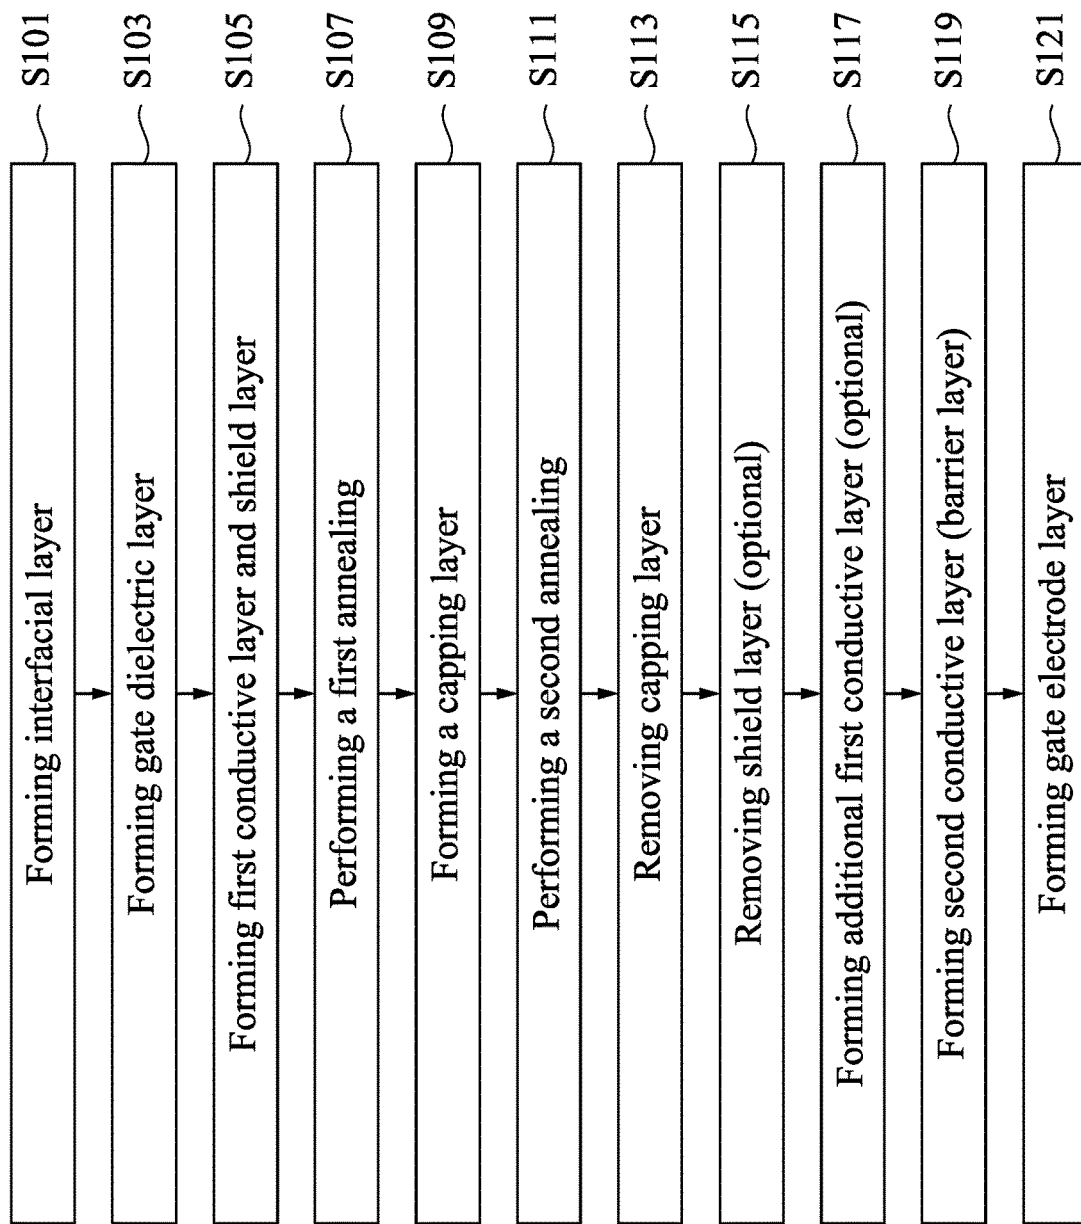 Forming interfacial layer S101
Forming gate dielectric layer S103
Forming first conductive layer and shield layer S105
Performing a first annealing S107
Forming a capping layer S109
Performing a second annealing S111
Removing capping layer S113
Removing shield layer (optional) S115
Forming additional first conductive layer (optional) S117
Forming second conductive layer (barrier layer) S119
Forming gate electrode layer S121